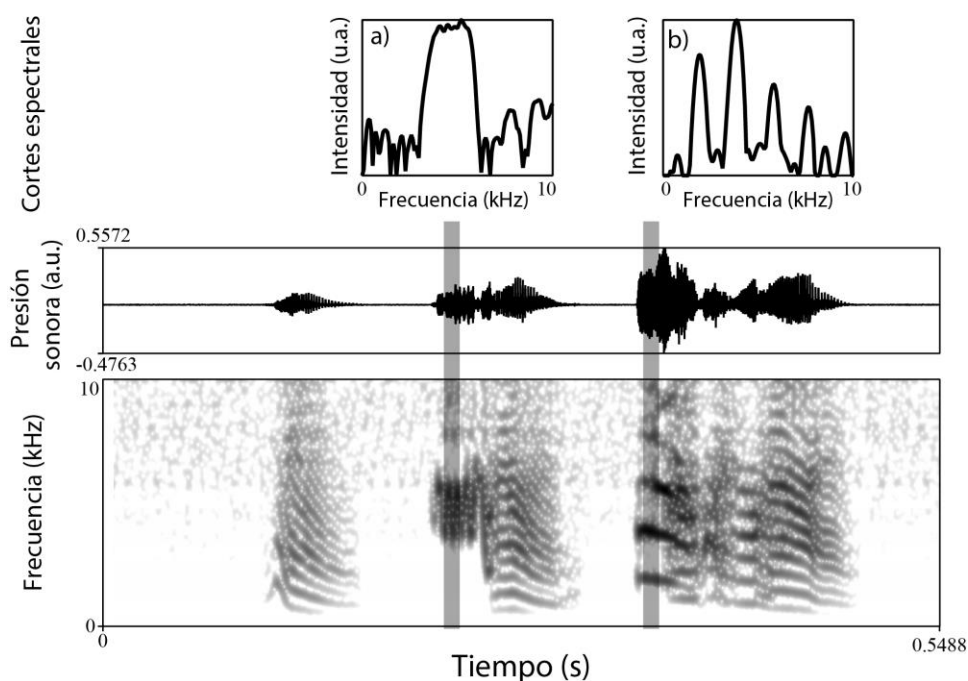 Cortes espectrales
Intensidad (u.a.)
a)
0
10
Frecuencia (kHz)
Intensidad (u.a.)
b)
0
10
Frecuencia (kHz)
Presión
sonora (a.u.)
0.5572
-0.4763
Frecuencia (kHz)
10
0
0
0.5488
Tiempo (s)